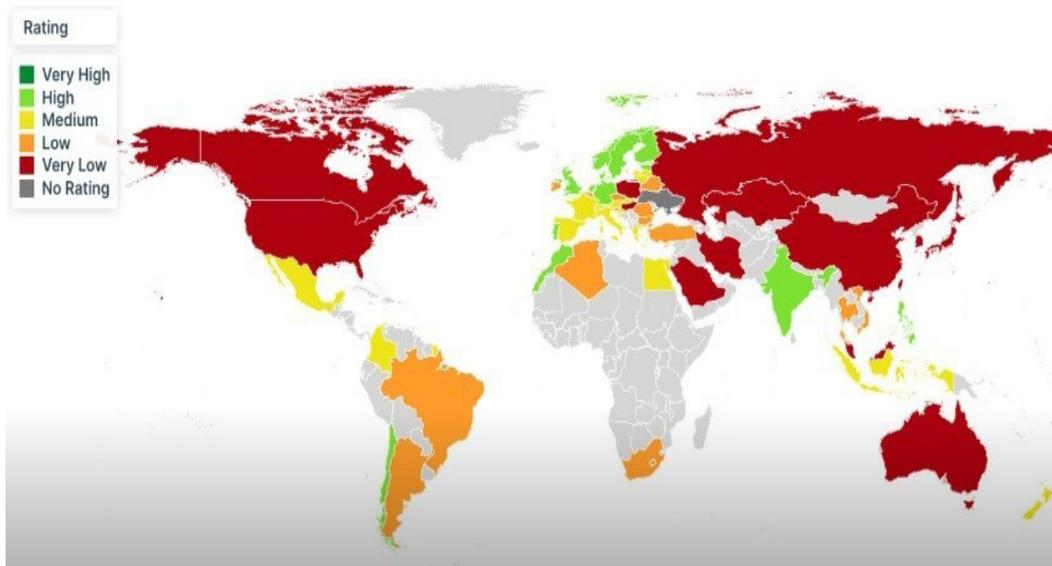 Rating
Very High
High
Medium
Low
Very Low
No Rating